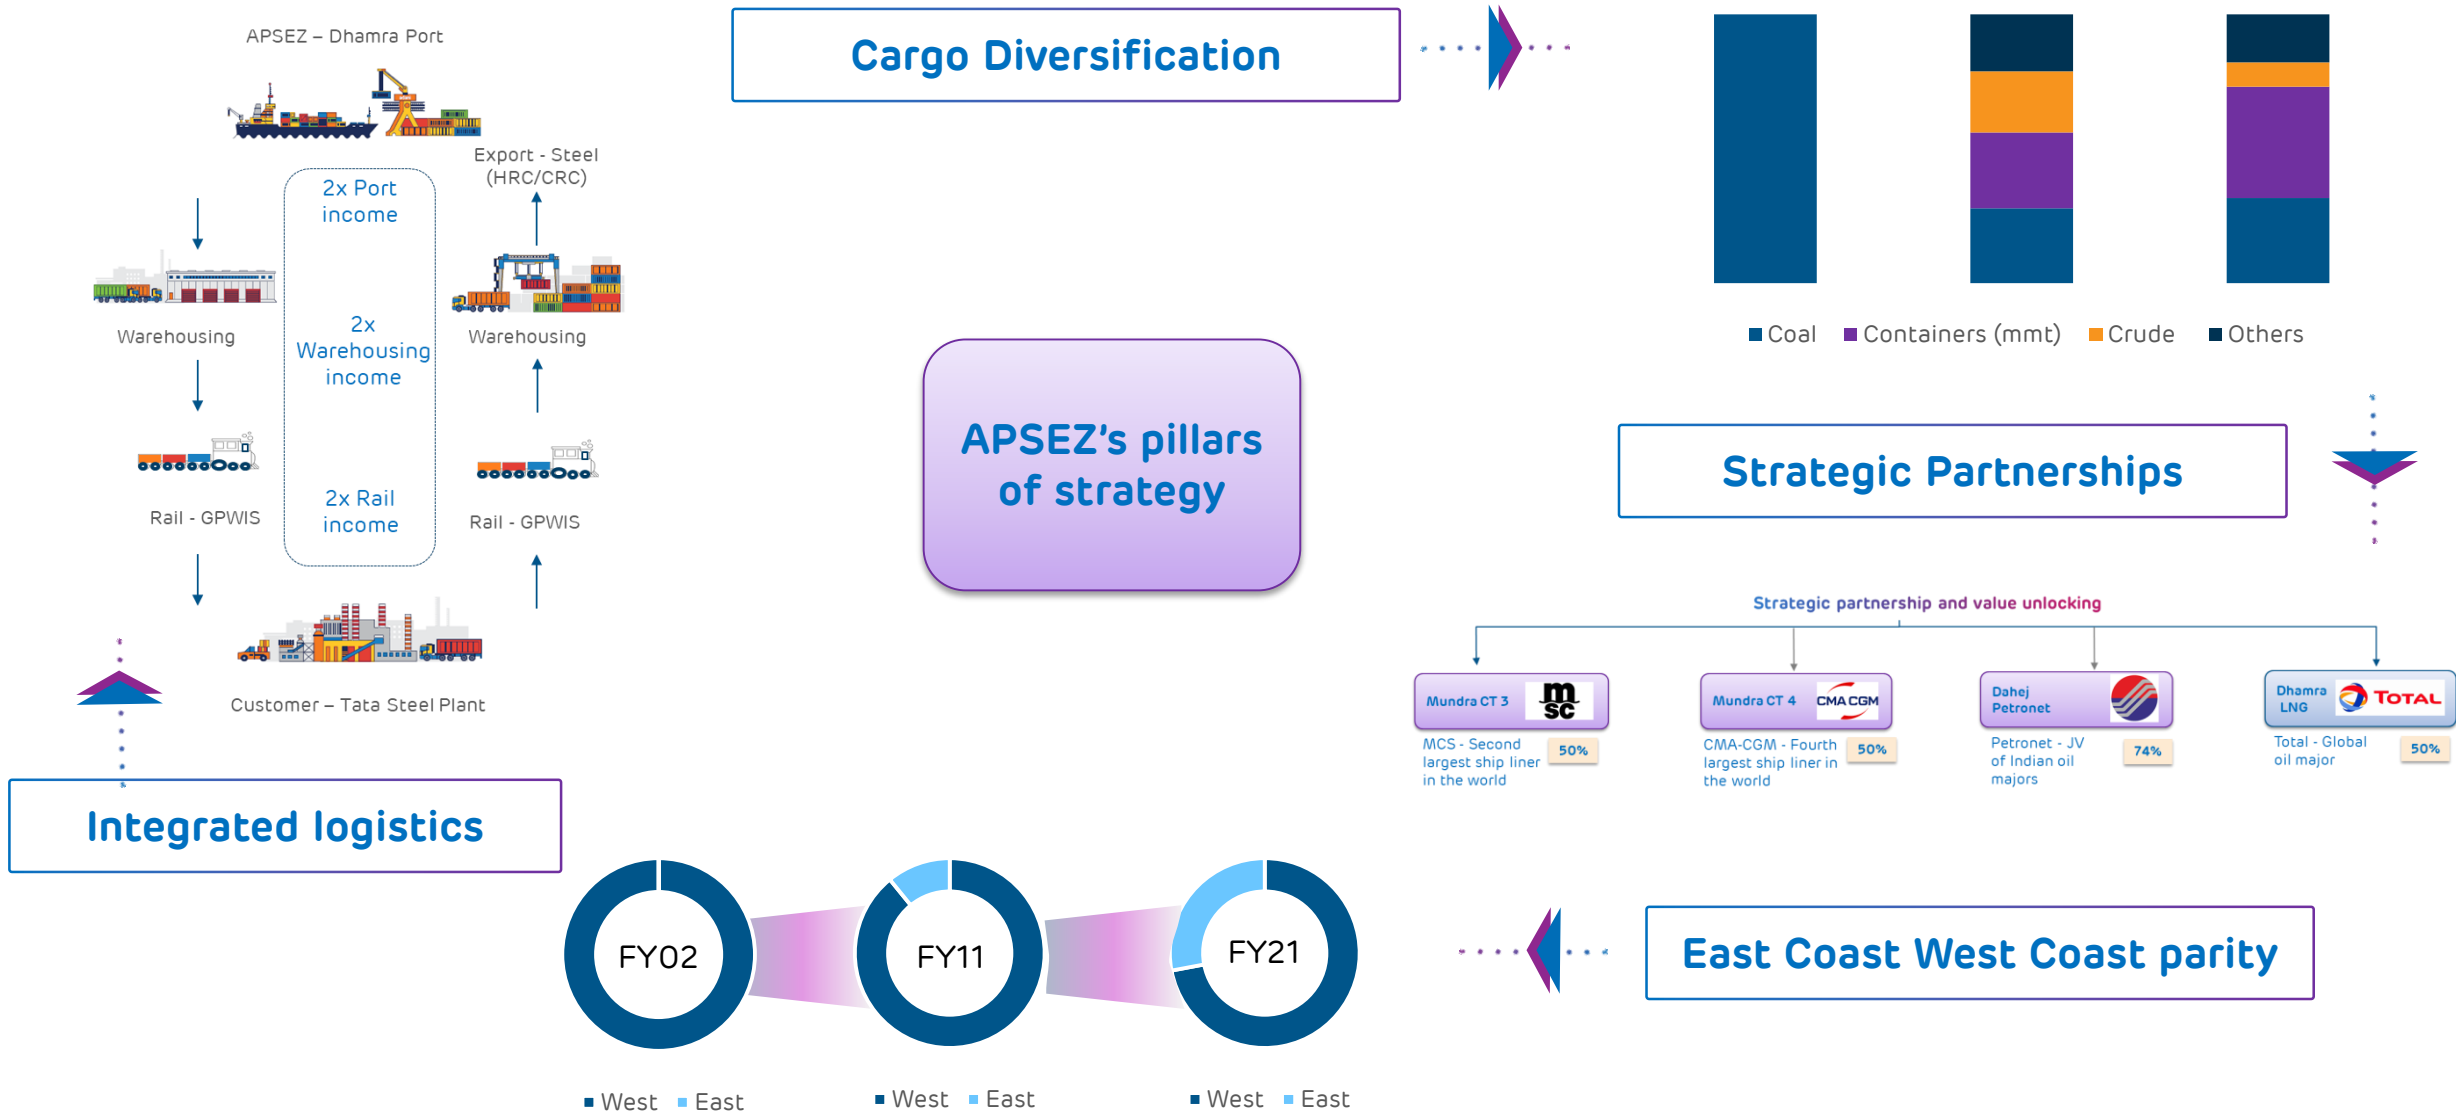 APSEZ – Dhamra Port
Export - Steel
(HRC/CRC)
2x Port
income
2x
Warehousing
income
2x Rail
income
Warehousing
Warehousing
Rail - GPWIS
Rail - GPWIS
Customer – Tata Steel Plant
Integrated logistics
Cargo Diversification
Coal
Containers (mmt)
Crude
Others
APSEZ’s pillars
of strategy
Strategic Partnerships
Strategic partnership and value unlocking
Mundra CT 3
msc
MCS - Second
largest ship liner
in the world
50%
Mundra CT 4
CMA CGM
CMA-CGM - Fourth
largest ship liner in
the world
50%
Dahej
Petronet
Petronet - JV
of Indian oil
majors
74%
Dhamra
LNG
TOTAL
Total - Global
oil major
50%
East Coast West Coast parity
FY02
FY11
FY21
West
East
West
East
West
East